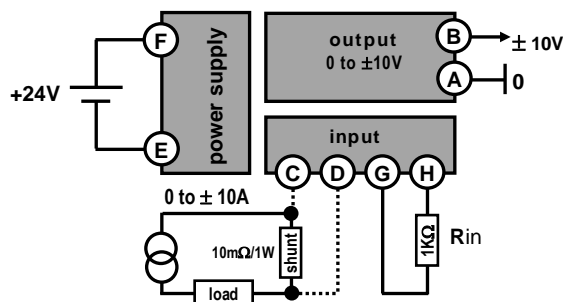 F
+24V
E
power supply
output
0 to ±10V
B
± 10V
A
0
input
C
D
G
H
0 to ± 10A
10mΩ/1W
shunt
load
1KΩ
Rin